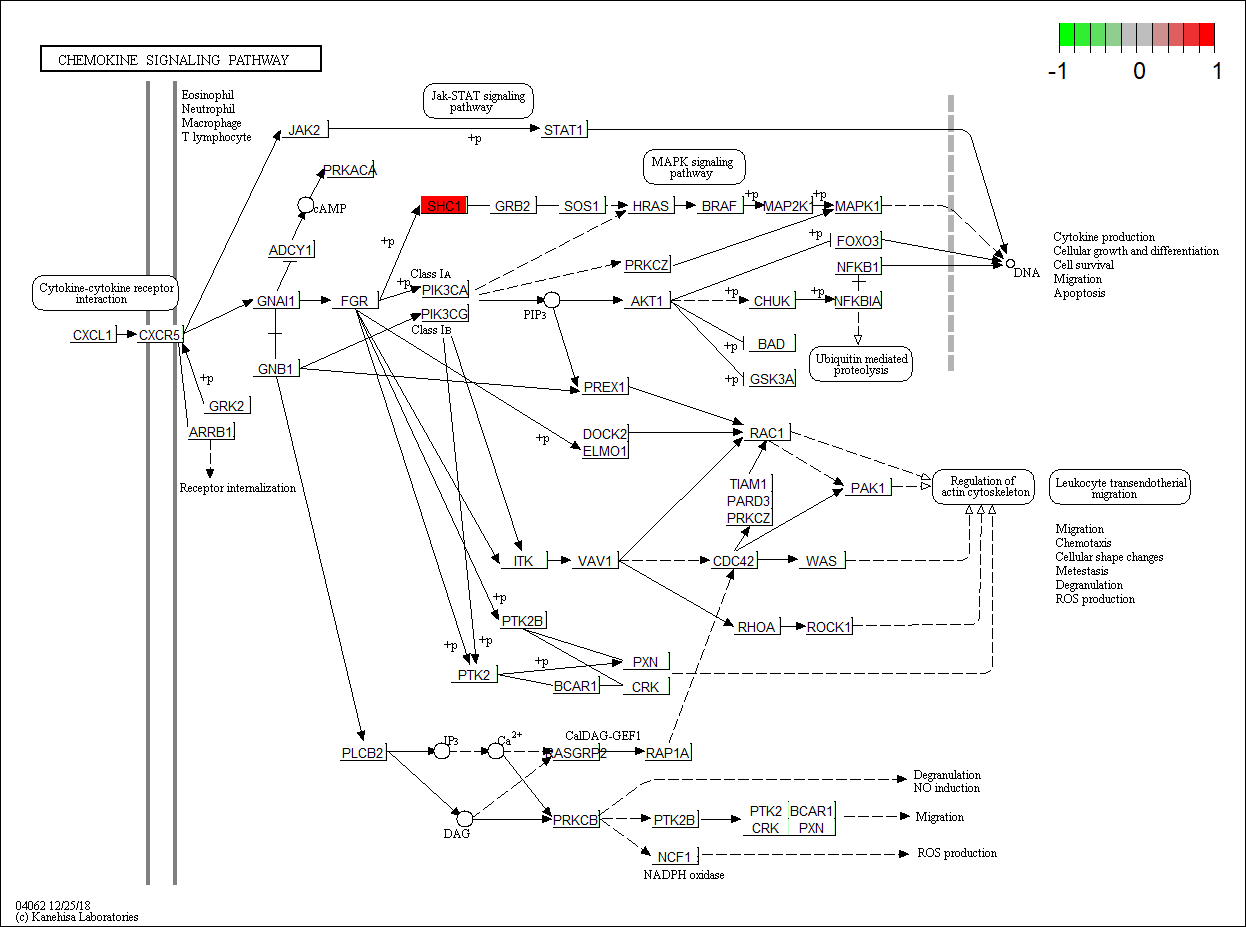 CHEMOKINE SIGNALING PATHWAY
-1 0 1
Eosinophil
Neutrophil
Macrophage
T lymphocyte
Jak-STAT signaling
pathway
JAK2
+p
STAT1
PRKACA
cAMP
ADCY1
MAPK signaling
pathway
SHC1
GRB2
SOS1
HRAS
BRAF
+p
MAP2K1
+p
MAPK1
+p
+p
FOXO3
NFKB1
DNA
Cytokine production
Cellular growth and differentiation
Cell survival
Migration
Apoptosis
Cytokine-cytokine receptor
interaction
CXCL1
CXCR5
GNAI1
FGR
+p
Class IA
PIK3CA
PIK3CG
Class IB
PRKCZ
PIP3
AKT1
+p
CHUK
+p
NFKBIA
+p
BAD
+p
GSK3A
Ubiquitin mediated
proteolysis
GNB1
+p
GRK2
ARRB1
Receptor internalization
PREX1
+p
DOCK2
ELMO1
RAC1
TIAM1
PARD3
PRKCZ
PAK1
Regulation of
actin cytoskeleton
Leukocyte transendotherial
migration
Migration
Chemotaxis
Cellular shape changes
Metestasis
Degranulation
ROS production
ITK
VAV1
CDC42
WAS
+p
PTK2B
RHOA
ROCK1
+p
+p
PTK2
+p
PXN
BCAR1
CRK
PLCB2
IP3
Ca2+
CalDAG-GEF1
RASGRP2
RAP1A
DAG
PRKCB
Degranulation
NO induction
PTK2B
PTK2 BCAR1
CRK PXN
Migration
NCF1
NADPH oxidase
ROS production
04062 12/25/18
(c) Kanehisa Laboratories